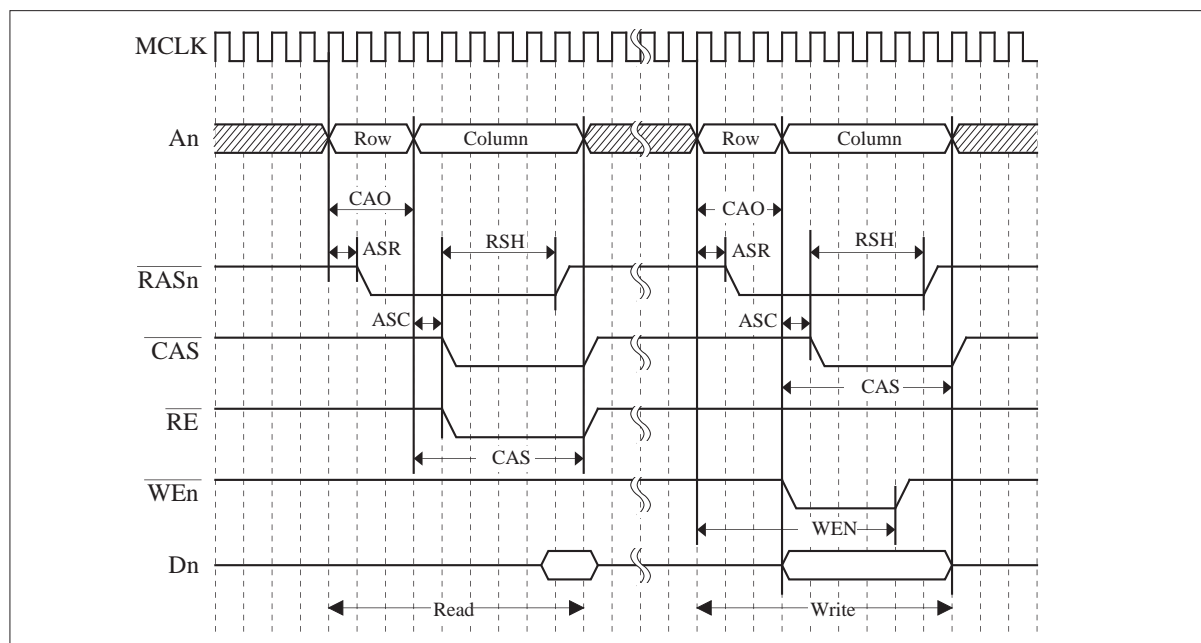 MCLK
An
Row
Column
Row
Column
CAO
CAO
ASR
RSH
ASR
RSH
RASn
ASC
ASC
CAS
CAS
RE
CAS
WEn
WEN
Dn
Read
Write